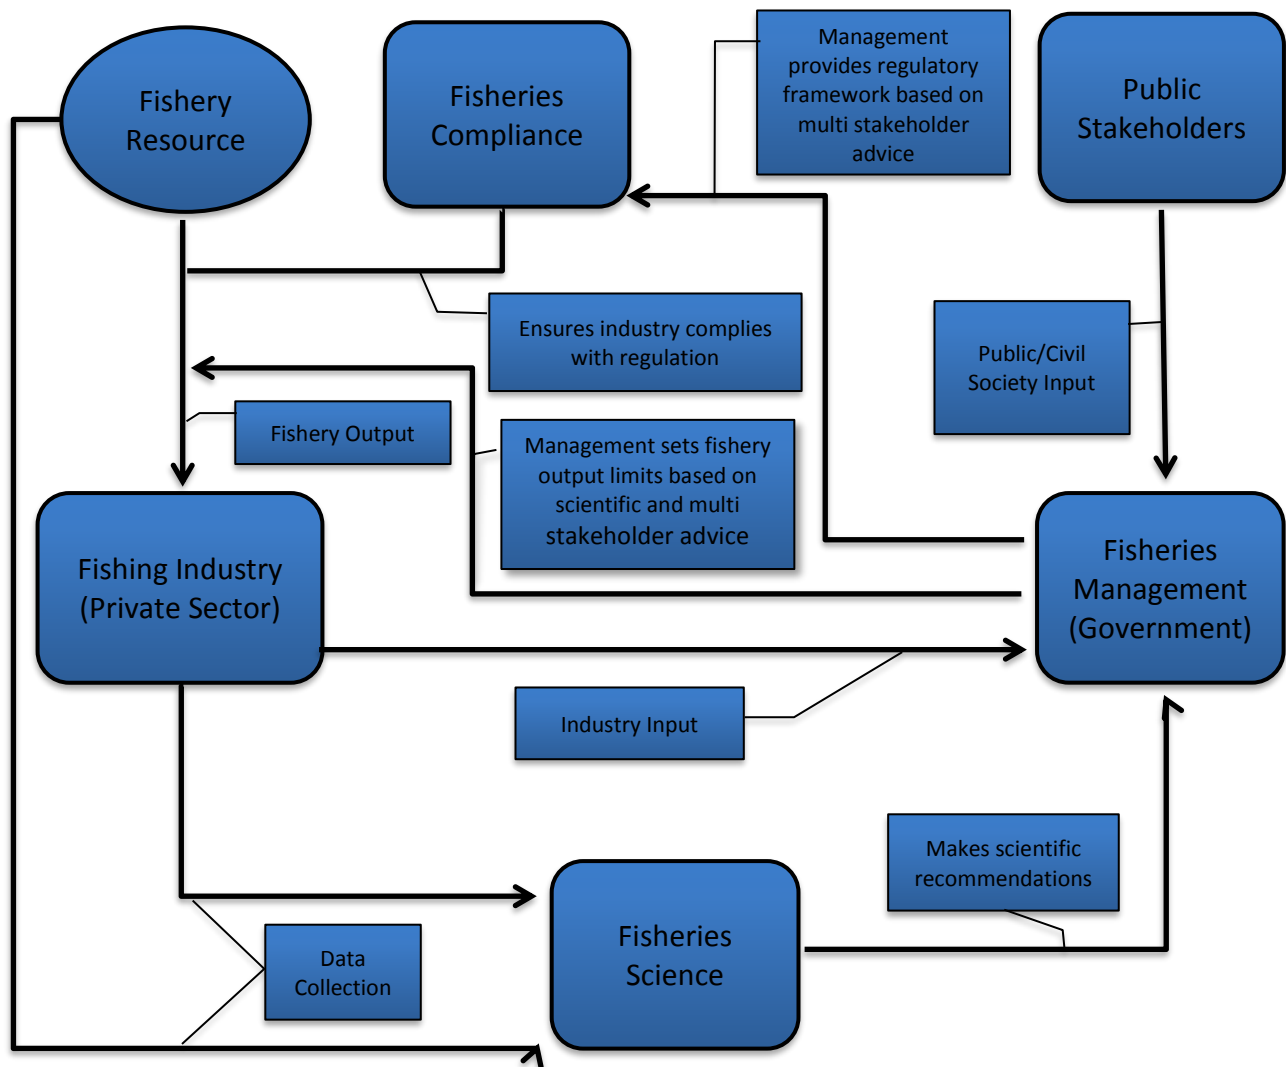 Fishery
Resource
Fisheries
Compliance
Management
provides regulatory
framework based on
multi stakeholder
advice
Public
Stakeholders
Ensures industry complies
with regulation
Public/Civil
Society Input
Fishery Output
Management sets fishery
output limits based on
scientific and multi
stakeholder advice
Fishing Industry
(Private Sector)
Fisheries
Management
(Government)
Industry Input
Makes scientific
recommendations
Data
Collection
Fisheries
Science